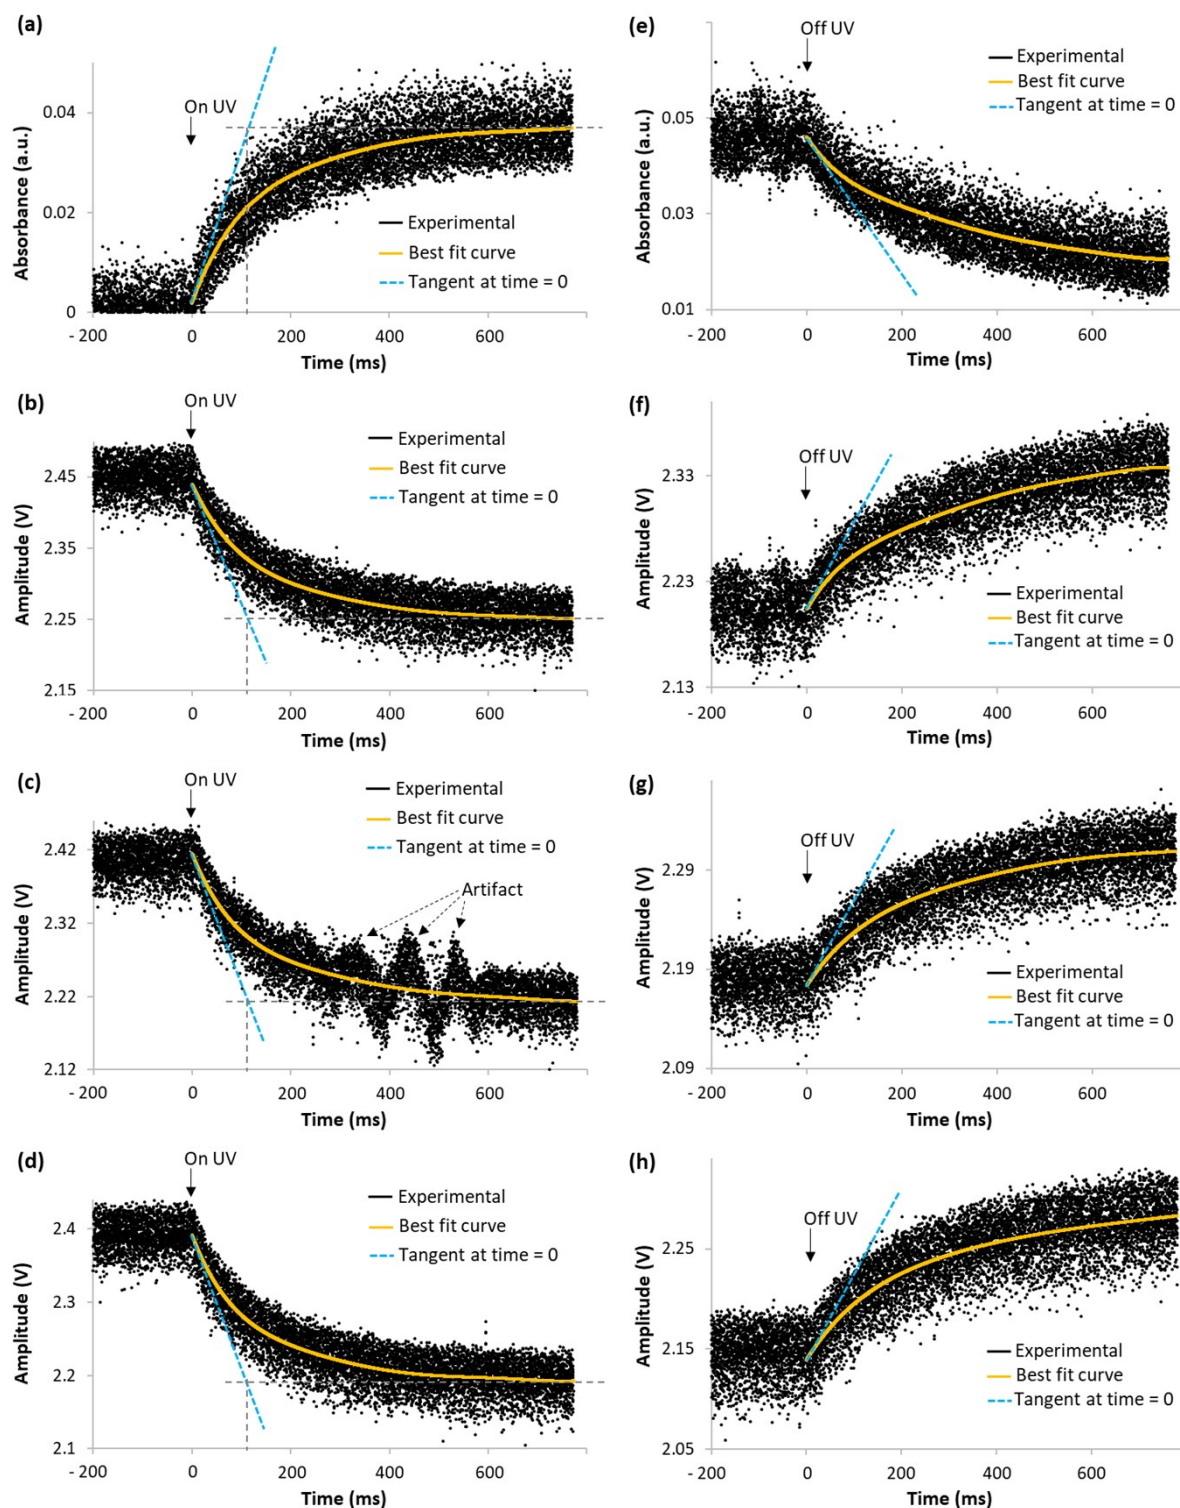 (a)
On UV
Absorbance (a.u.)
0.04
0.02
0
Experimental
Best fit curve
Tangent at time = 0
- 200 0 200 400 600
Time (ms)
(e)
Off UV
Absorbance (a.u.)
0.05
0.03
0.01
Experimental
Best fit curve
Tangent at time = 0
- 200 0 200 400 600
Time (ms)
(b)
On UV
Amplitude (V)
2.45
2.35
2.25
2.15
Experimental
Best fit curve
Tangent at time = 0
- 200 0 200 400 600
Time (ms)
(f)
Off UV
Amplitude (V)
2.33
2.23
2.13
Experimental
Best fit curve
Tangent at time = 0
- 200 0 200 400 600
Time (ms)
(c)
On UV
Amplitude (V)
2.42
2.32
2.22
2.12
Experimental
Best fit curve
Tangent at time = 0
Artifact
- 200 0 200 400 600
Time (ms)
(g)
Off UV
Amplitude (V)
2.29
2.19
2.09
Experimental
Best fit curve
Tangent at time = 0
- 200 0 200 400 600
Time (ms)
(d)
On UV
Amplitude (V)
2.4
2.3
2.2
2.1
Experimental
Best fit curve
Tangent at time = 0
- 200 0 200 400 600
Time (ms)
(h)
Off UV
Amplitude (V)
2.25
2.15
2.05
Experimental
Best fit curve
Tangent at time = 0
- 200 0 200 400 600
Time (ms)